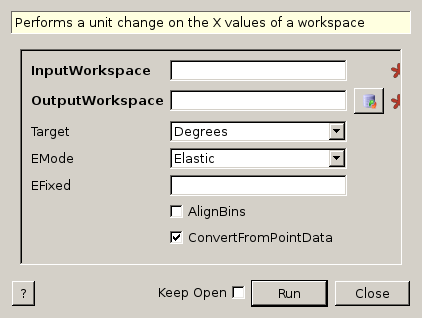 Performs a unit change on the X values of a workspace
InputWorkspace
OutputWorkspace
Target Degrees
EMode Elastic
EFixed
AlignBins
ConvertFromPointData
? Keep Open Run Close